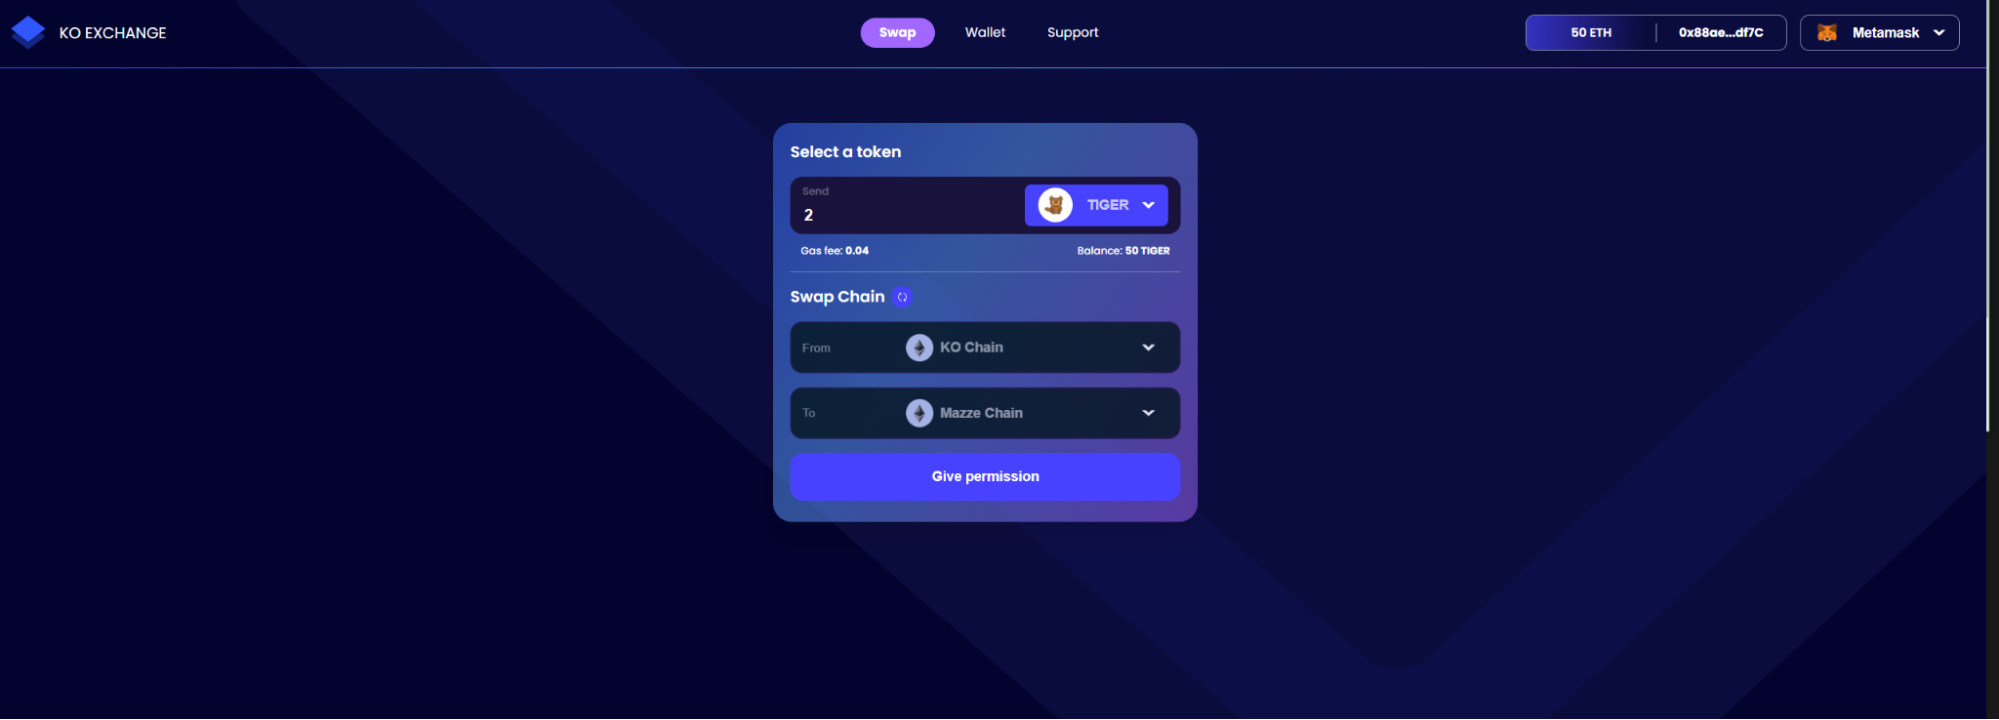 KO EXCHANGE
Swap
Wallet
Support
50 ETH
0x88ae...df7C
Metamask
Select a token
Send
2
TIGER
Gas fee: 0.04
Balance: 50 TIGER
Swap Chain
From
KO Chain
To
Mazze Chain
Give permission